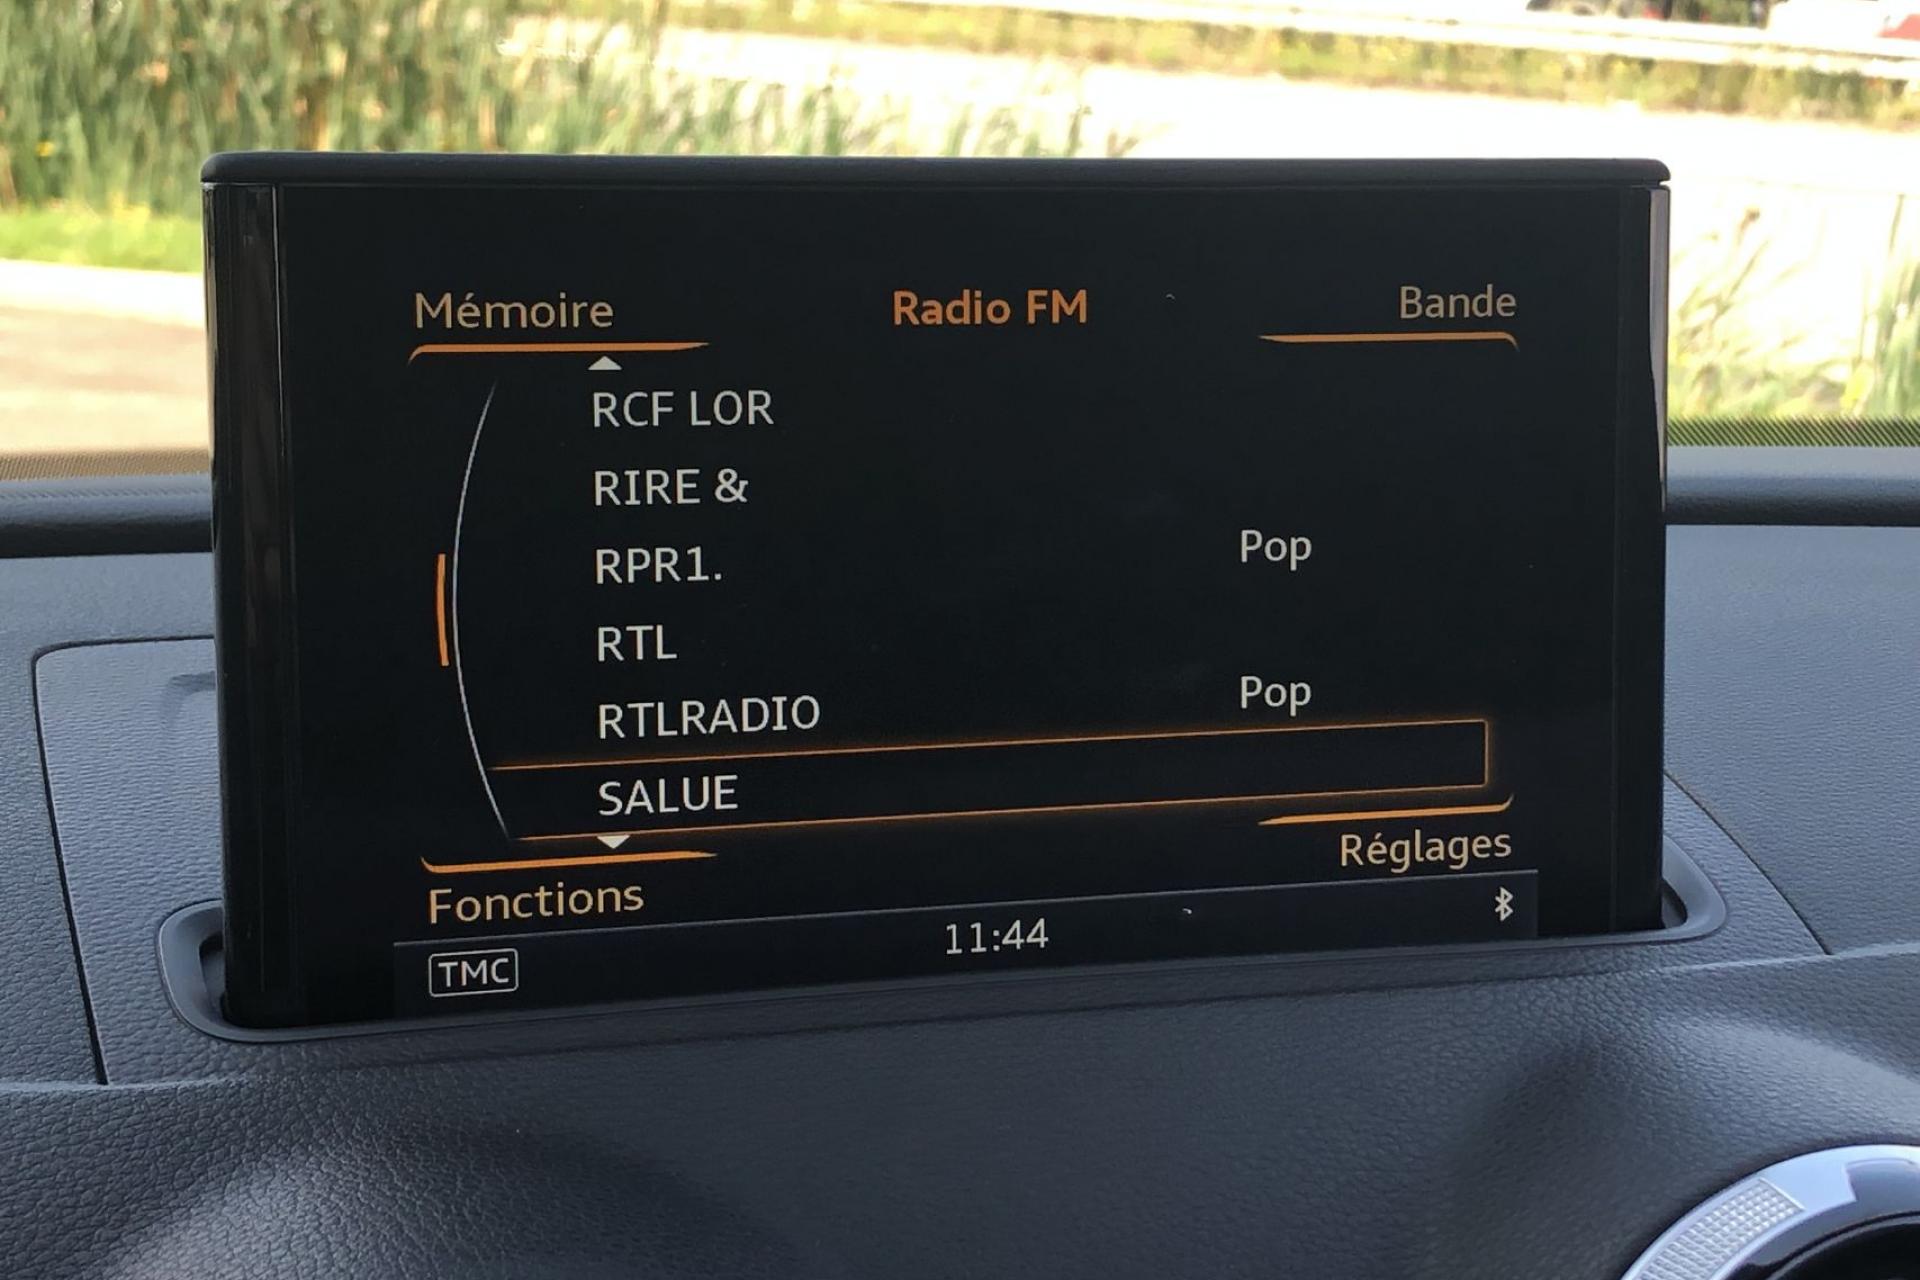 Mémoire Radio FM Bande
RCF LOR
RIRE &
RPR1. Pop
RTL
RTLRADIO Pop
SALUE
Fonctions Réglages
TMC 11:44